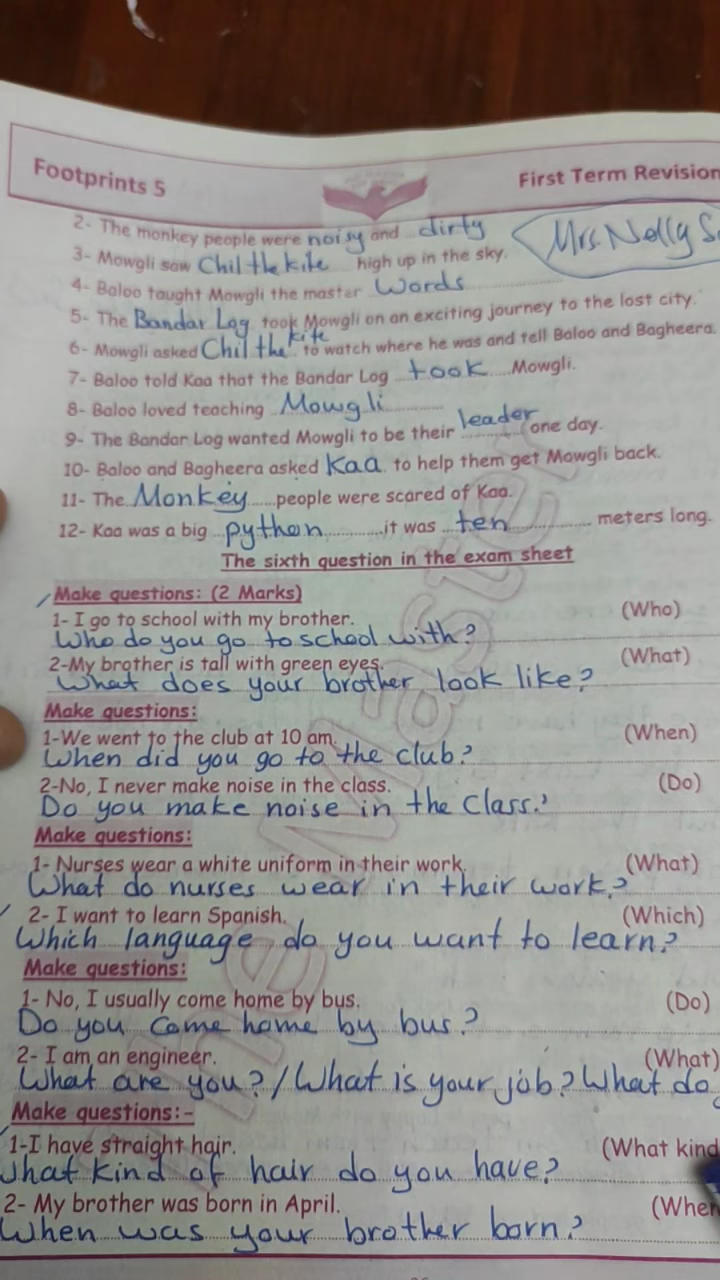 Footprints 5
First Term Revision
2- The monkey people were noisy and dirty
Mrs. Nelly
3- Mowgli saw Chil the kite high up in the sky.
4- Baloo taught Mowgli the master Words
5- The Bandar Log took Mowgli on an exciting journey to the lost city.
6- Mowgli asked Chil the kite to watch where he was and tell Baloo and Bagheera.
7- Baloo told Kaa that the Bandar Log took Mowgli.
8- Baloo loved teaching Mowgli
9- The Bandar Log wanted Mowgli to be their leader one day.
10- Baloo and Bagheera asked Kaa to help them get Mowgli back.
11- The Monkey people were scared of Kaa.
12- Kaa was a big python it was ten meters long.
The sixth question in the exam sheet
Make questions: (2 Marks)
1- I go to school with my brother. (Who)
Who do you go to school with?
2-My brother is tall with green eyes. (What)
What does your brother look like?
Make questions:
1-We went to the club at 10 am. (When)
When did you go to the club?
2-No, I never make noise in the class. (Do)
Do you make noise in the class?
Make questions:
1- Nurses wear a white uniform in their work. (What)
What do nurses wear in their work?
2- I want to learn Spanish. (Which)
Which language do you want to learn?
Make questions:
1- No, I usually come home by bus. (Do)
Do you come home by bus?
2- I am an engineer. (What)
What are you? / What is your job? What do
Make questions:-
1-I have straight hair. (What kind
what kind of hair do you have?
2- My brother was born in April. (When
When was your brother born?
The Master